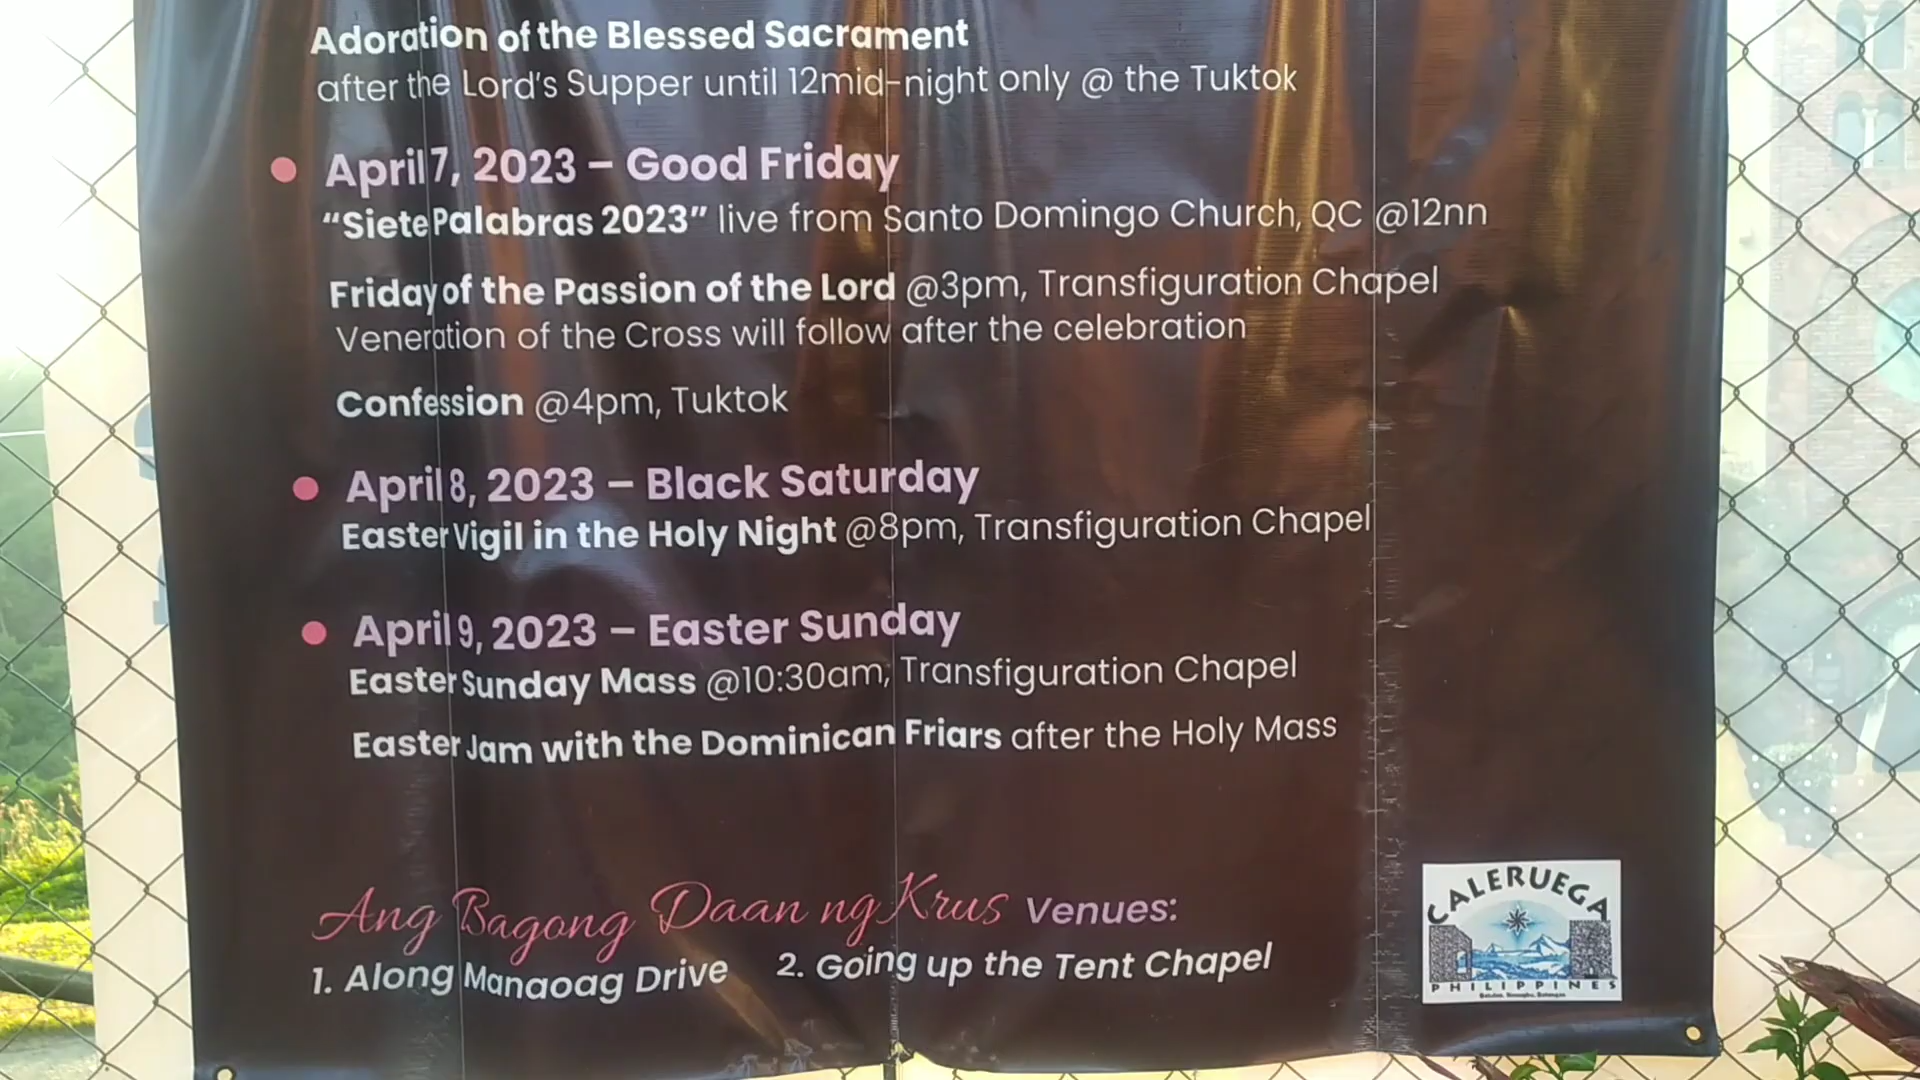 Adoration of the Blessed Sacrament
after the Lord's Supper until 12mid-night only @ the Tuktok
April 7, 2023 – Good Friday
"Siete Palabras 2023" live from Santo Domingo Church, QC @12nn
Friday of the Passion of the Lord @3pm, Transfiguration Chapel
Veneration of the Cross will follow after the celebration
Confession @4pm, Tuktok
April 8, 2023 – Black Saturday
Easter Vigil in the Holy Night @8pm, Transfiguration Chapel
April 9, 2023 – Easter Sunday
Easter Sunday Mass @10:30am, Transfiguration Chapel
Easter Jam with the Dominican Friars after the Holy Mass
Ang Bagong Daan ng Krus Venues:
1. Along Manaoag Drive 2. Going up the Tent Chapel
CALERUEGA
PHILIPPINES
Batulao, Nasugbu, Batangas